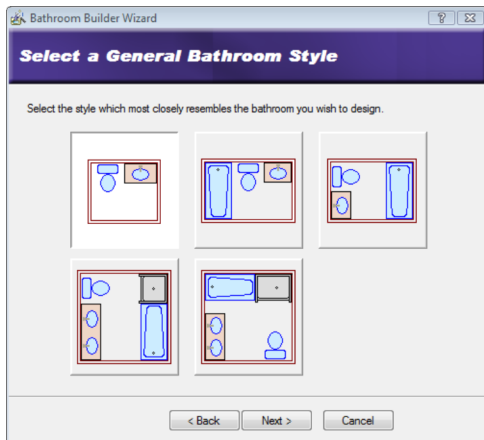 Bathroom Builder Wizard
Select a General Bathroom Style
Select the style which most closely resembles the bathroom you wish to design.
< Back Next > Cancel